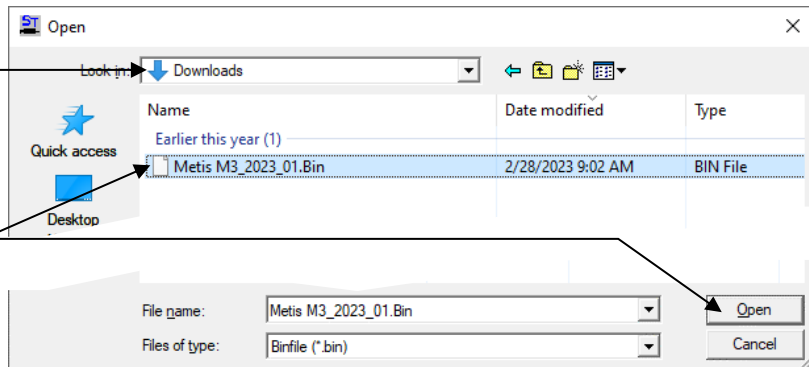 ST Open
Look in: Downloads
Name Date modified Type
Quick access
Earlier this year (1)
Metis M3_2023_01.Bin 2/28/2023 9:02 AM BIN File
Desktop
File name: Metis M3_2023_01.Bin Open
Files of type: Binfile (*.bin) Cancel